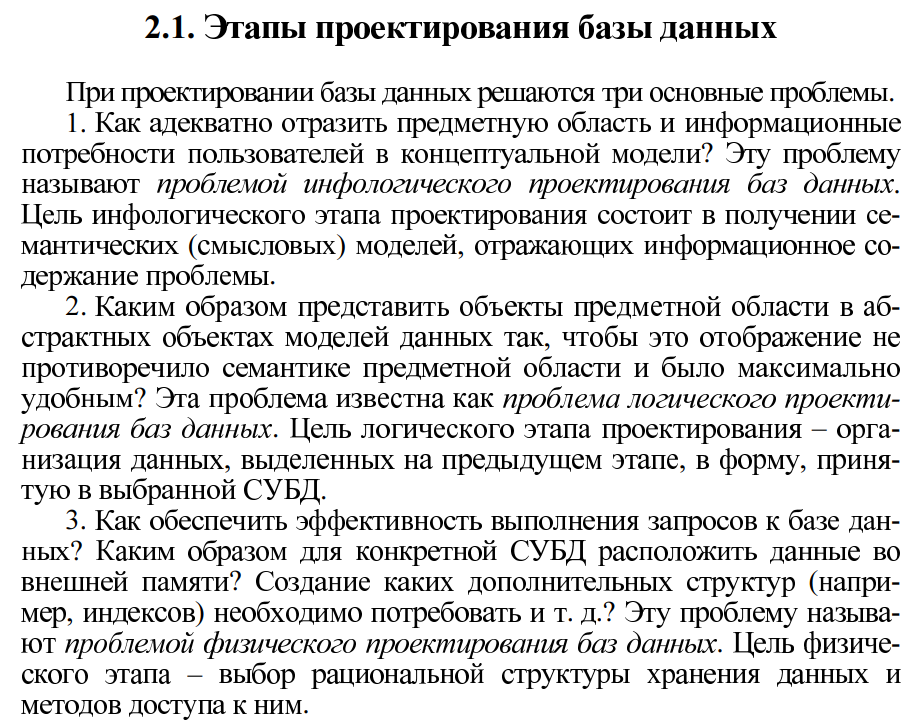 2.1. Этапы проектирования базы данных
При проектировании базы данных решаются три основные проблемы.
1. Как адекватно отразить предметную область и информационные
потребности пользователей в концептуальной модели? Эту проблему
называют проблемой инфологического проектирования баз данных.
Цель инфологического этапа проектирования состоит в получении се-
мантических (смысловых) моделей, отражающих информационное со-
держание проблемы.
2. Каким образом представить объекты предметной области в аб-
страктных объектах моделей данных так, чтобы это отображение не
противоречило семантике предметной области и было максимально
удобным? Эта проблема известна как проблема логического проекти-
рования баз данных. Цель логического этапа проектирования – орга-
низация данных, выделенных на предыдущем этапе, в форму, приня-
тую в выбранной СУБД.
3. Как обеспечить эффективность выполнения запросов к базе дан-
ных? Каким образом для конкретной СУБД расположить данные во
внешней памяти? Создание каких дополнительных структур (напри-
мер, индексов) необходимо потребовать и т. д.? Эту проблему называ-
ют проблемой физического проектирования баз данных. Цель физиче-
ского этапа – выбор рациональной структуры хранения данных и
методов доступа к ним.